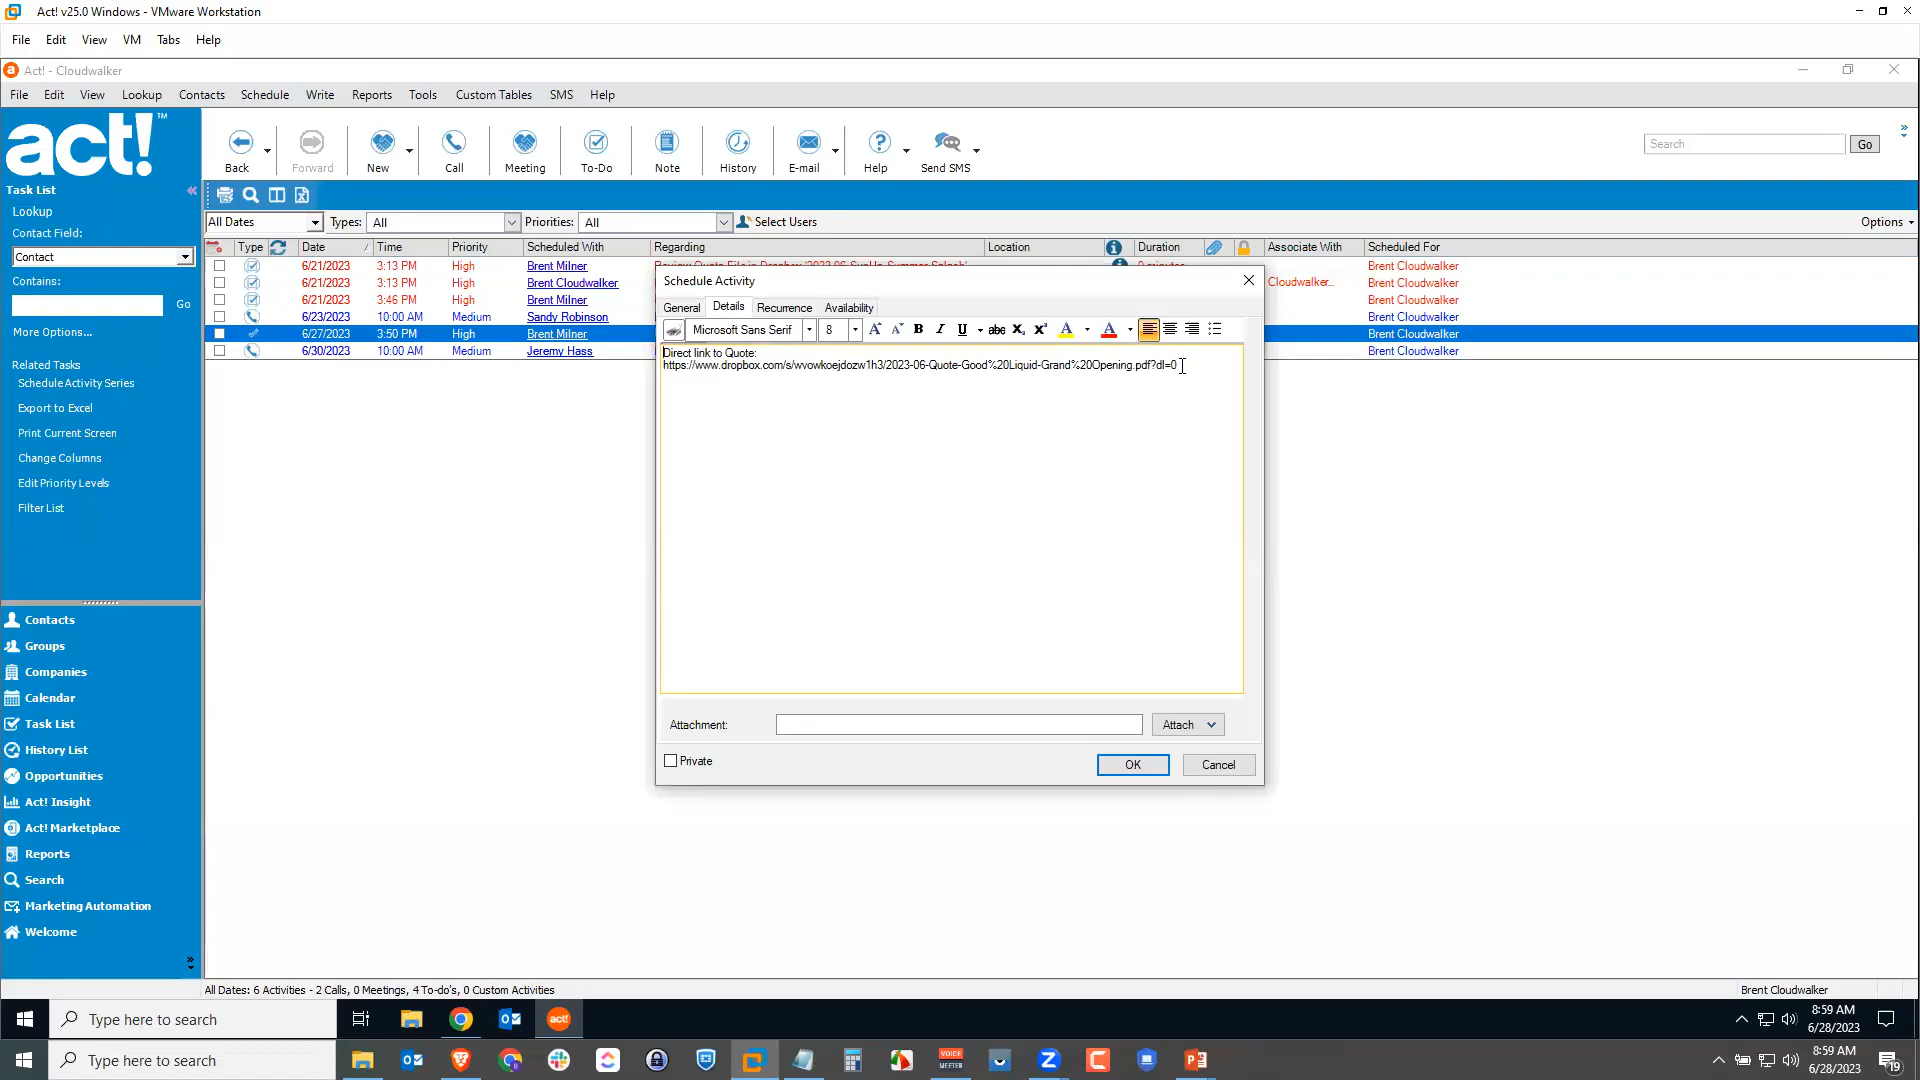 Act! v25.0 Windows - VMware Workstation
File Edit View VM Tabs Help
Act! - Cloudwalker
File Edit View Lookup Contacts Schedule Write Reports Tools Custom Tables SMS Help
act!™
Back Forward New Call Meeting To-Do Note History E-mail Help Send SMS
Search Go
Task List
Lookup
Contact Field:
Contact
Contains:
Go
More Options...
Related Tasks
Schedule Activity Series
Export to Excel
Print Current Screen
Change Columns
Edit Priority Levels
Filter List
Contacts
Groups
Companies
Calendar
Task List
History List
Opportunities
Act! Insight
Act! Marketplace
Reports
Search
Marketing Automation
Welcome
All Dates Types: All Priorities: All Select Users Options
Type Date Time Priority Scheduled With Regarding Location Duration Associate With Scheduled For
6/21/2023 3:13 PM High Brent Milner Brent Cloudwalker
6/21/2023 3:13 PM High Brent Cloudwalker Cloudwalker... Brent Cloudwalker
6/21/2023 3:46 PM High Brent Milner Brent Cloudwalker
6/23/2023 10:00 AM Medium Sandy Robinson Brent Cloudwalker
6/27/2023 3:50 PM High Brent Milner Brent Cloudwalker
6/30/2023 10:00 AM Medium Jeremy Hass Brent Cloudwalker
Schedule Activity
General Details Recurrence Availability
Microsoft Sans Serif 8
Direct link to Quote:
https://www.dropbox.com/s/wvowkoejdozw1h3/2023-06-Quote-Good%20Liquid-Grand%20Opening.pdf?dl=0
Attachment: Attach
Private
OK Cancel
All Dates: 6 Activities - 2 Calls, 0 Meetings, 4 To-do's, 0 Custom Activities
Brent Cloudwalker
Type here to search
act!
8:59 AM
6/28/2023
Type here to search
VOICE
MEETER
8:59 AM
6/28/2023
19